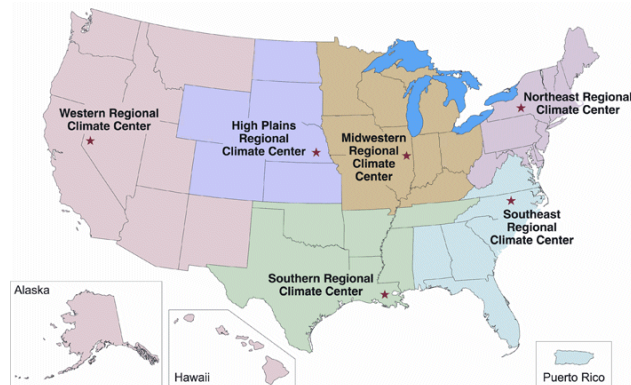 Northeast Regional
Climate Center
Western Regional
Climate Center
High Plains
Regional
Climate Center
Midwestern
Regional
Climate
Center
Southeast
Regional
Climate Center
Southern Regional
Climate Center
Alaska
Hawaii
Puerto Rico